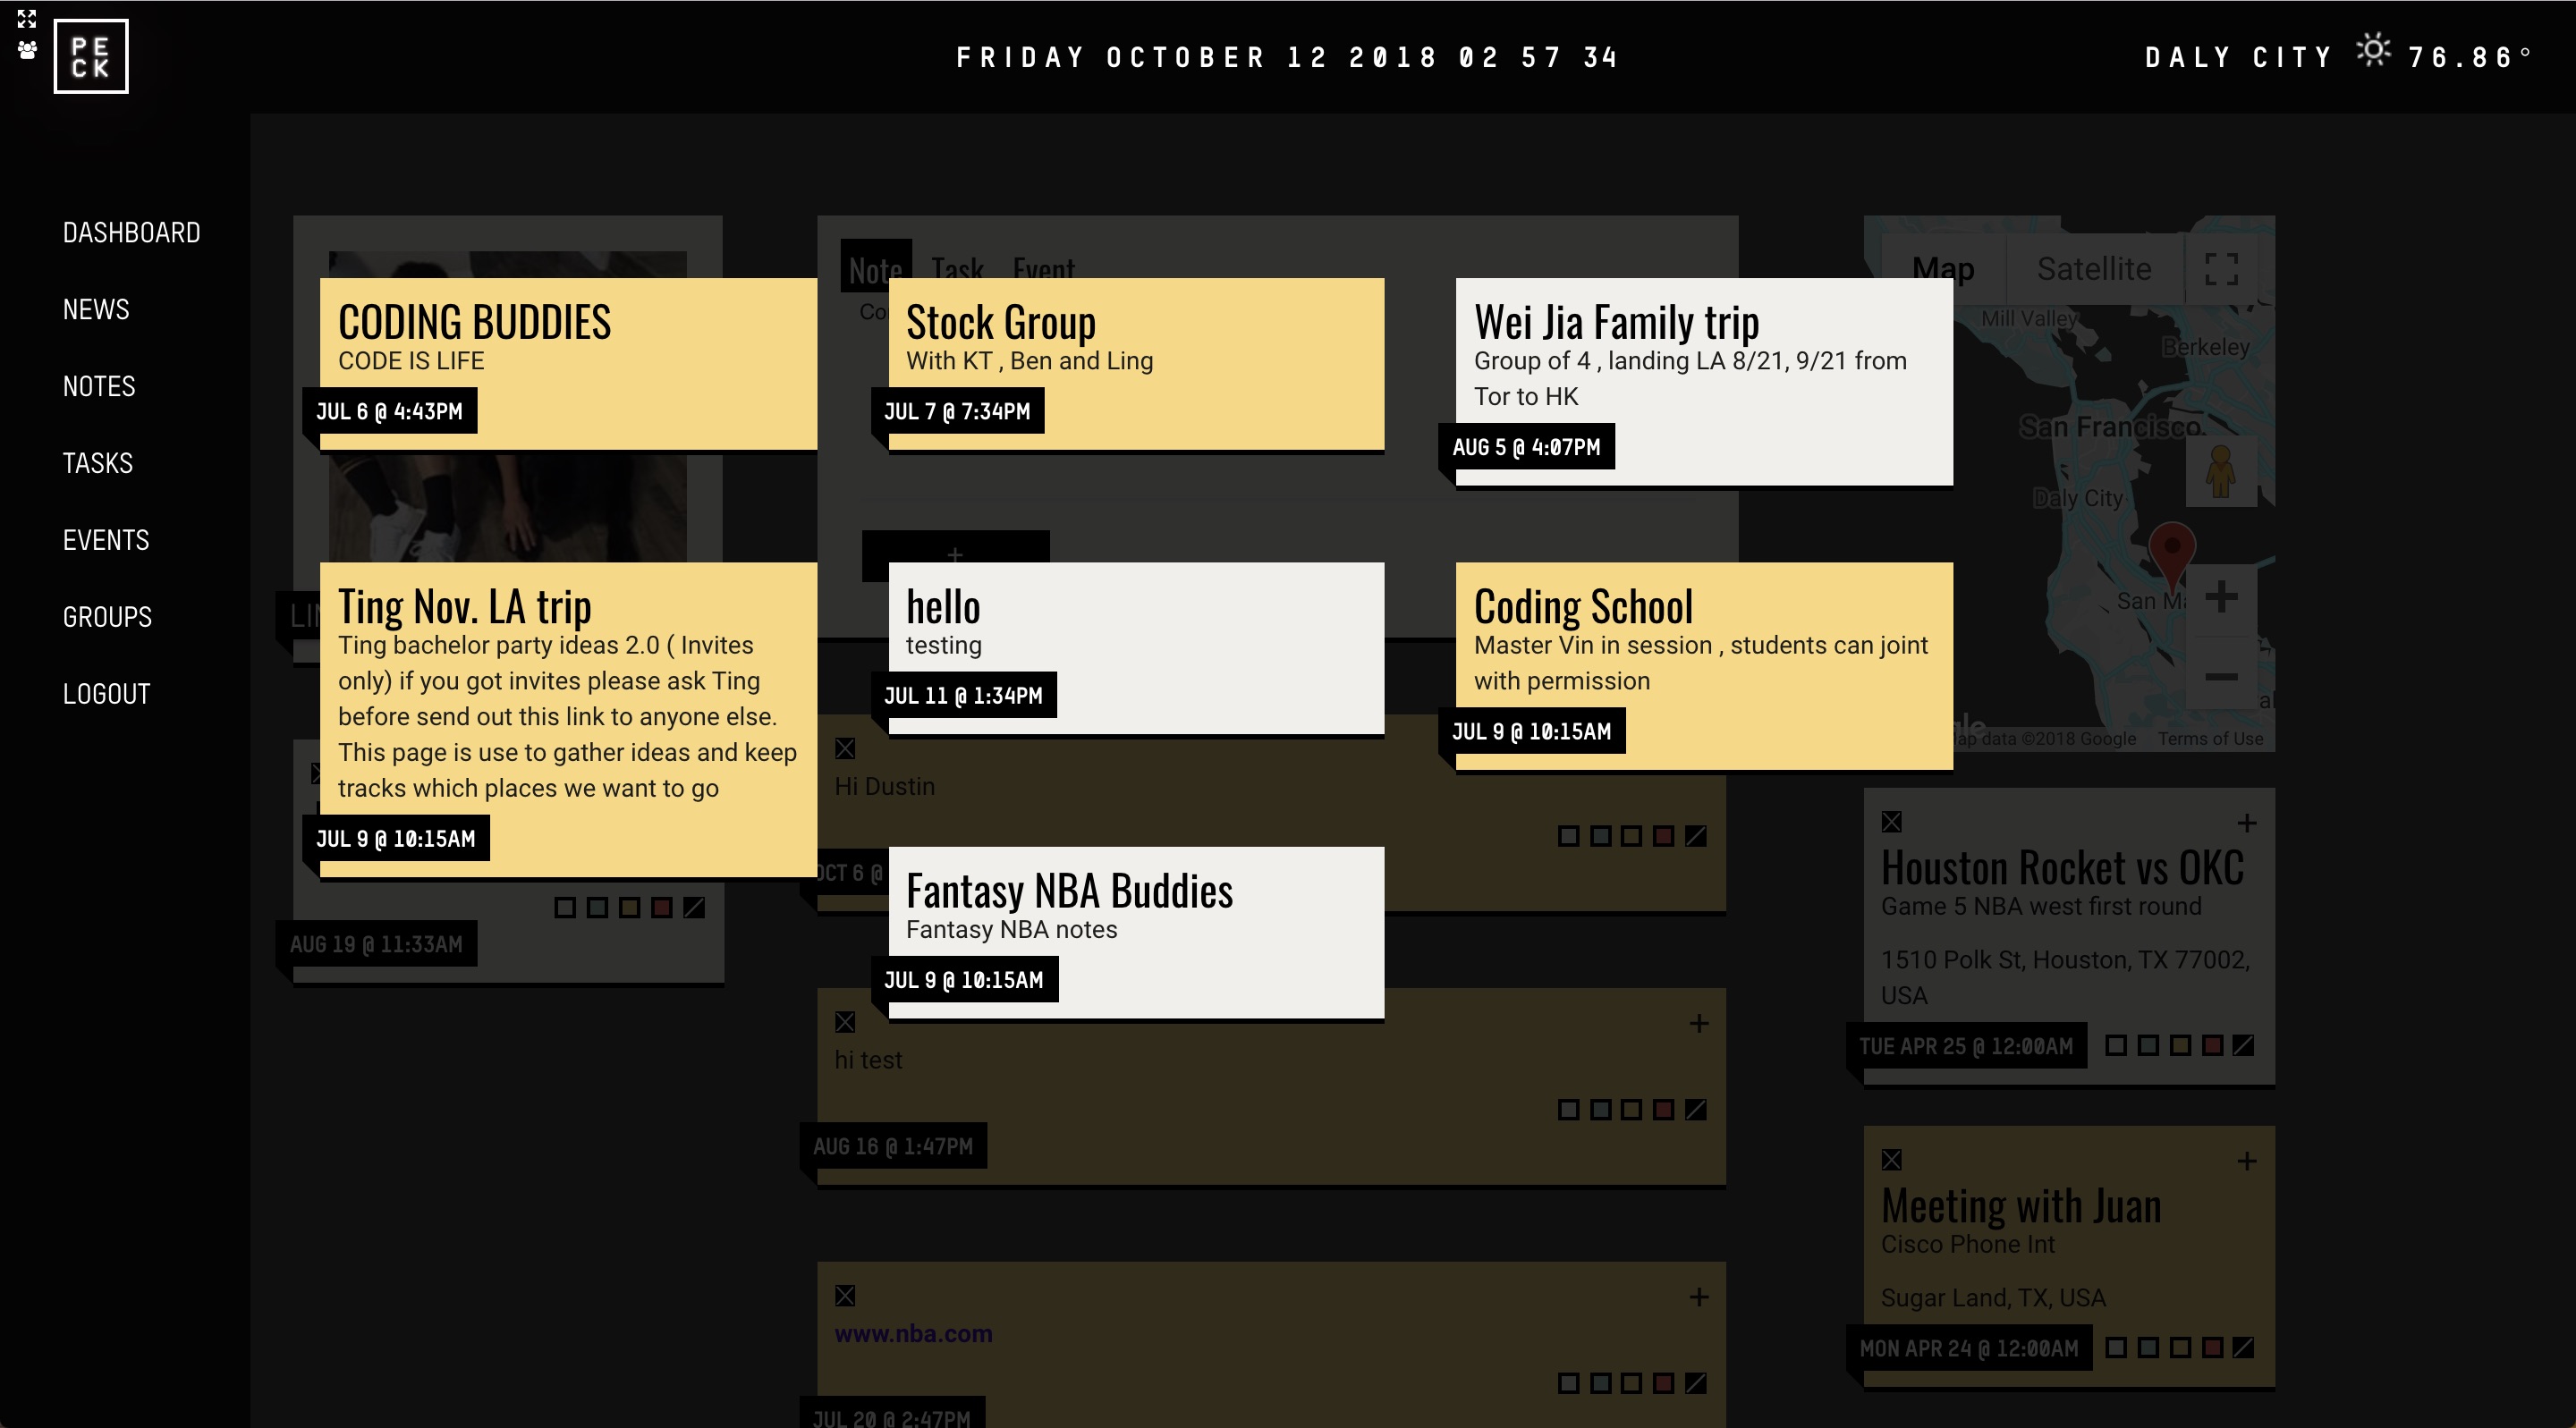 PE
CK
FRIDAY OCTOBER 12 2018 02 57 34
DALY CITY 76.86°
DASHBOARD
NEWS
NOTES
TASKS
EVENTS
GROUPS
LOGOUT
Note Task Event
CODING BUDDIES
CODE IS LIFE
JUL 6 @ 4:43PM
Stock Group
With KT , Ben and Ling
JUL 7 @ 7:34PM
Wei Jia Family trip
Group of 4 , landing LA 8/21, 9/21 from
Tor to HK
AUG 5 @ 4:07PM
Ting Nov. LA trip
Ting bachelor party ideas 2.0 ( Invites
only) if you got invites please ask Ting
before send out this link to anyone else.
This page is use to gather ideas and keep
tracks which places we want to go
JUL 9 @ 10:15AM
hello
testing
JUL 11 @ 1:34PM
Coding School
Master Vin in session , students can joint
with permission
JUL 9 @ 10:15AM
Fantasy NBA Buddies
Fantasy NBA notes
JUL 9 @ 10:15AM
AUG 19 @ 11:33AM
Hi Dustin
OCT 6 @
hi test
AUG 16 @ 1:47PM
www.nba.com
JUL 20 @ 2:47PM
Map Satellite
Mill Valley
Berkeley
San Francisco
Daly City
San Ma
Map data ©2018 Google Terms of Use
Houston Rocket vs OKC
Game 5 NBA west first round
1510 Polk St, Houston, TX 77002,
USA
TUE APR 25 @ 12:00AM
Meeting with Juan
Cisco Phone Int
Sugar Land, TX, USA
MON APR 24 @ 12:00AM